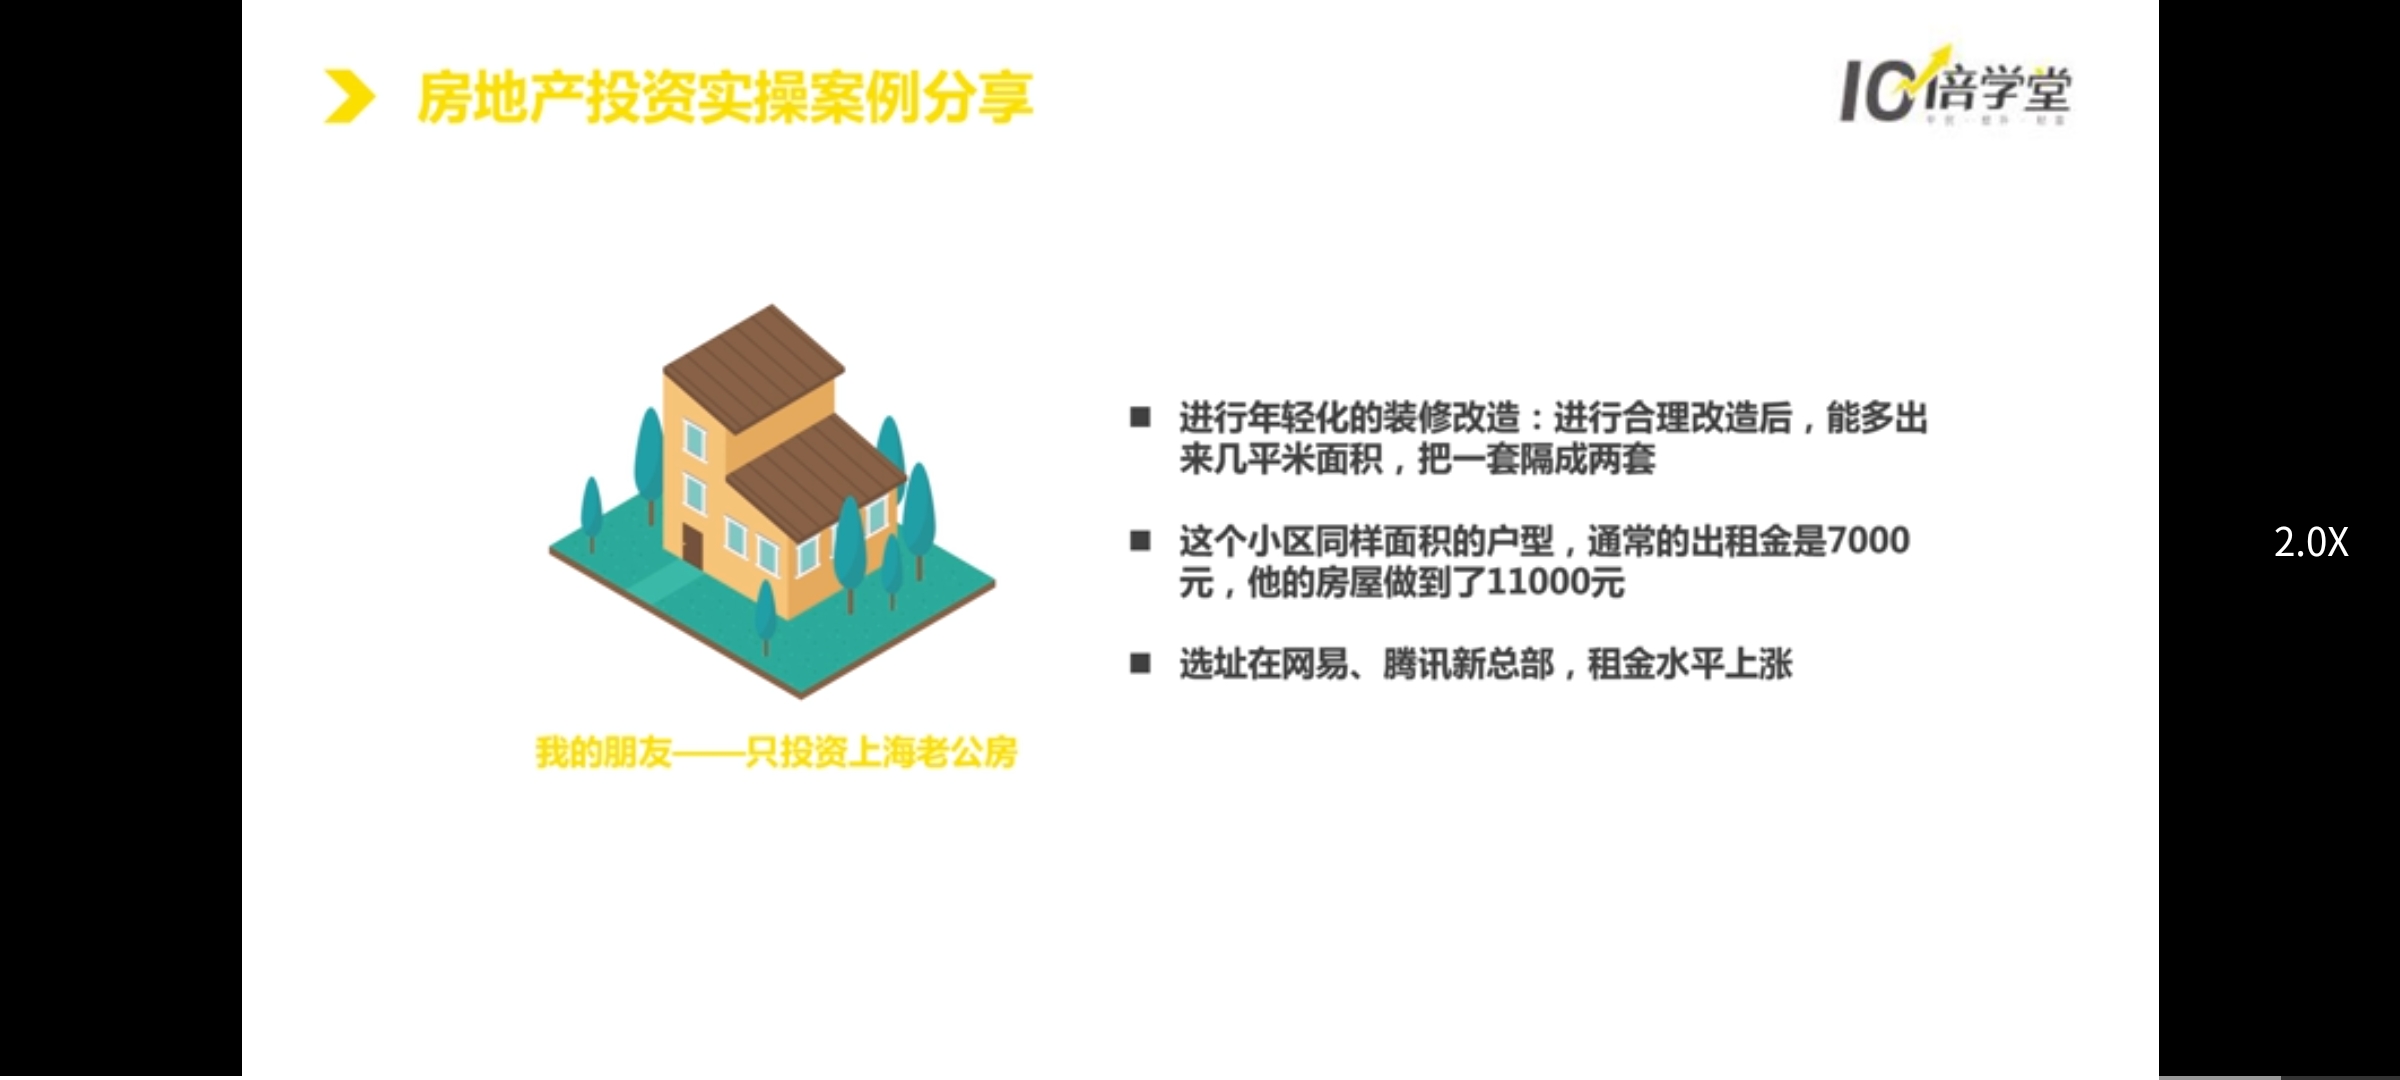 房地产投资实操案例分享
10倍学堂
进行年轻化的装修改造：进行合理改造后，能多出
来几平米面积，把一套隔成两套
这个小区同样面积的户型，通常的出租金是7000
元，他的房屋做到了11000元
选址在网易、腾讯新总部，租金水平上涨
我的朋友——只投资上海老公房
2.0X